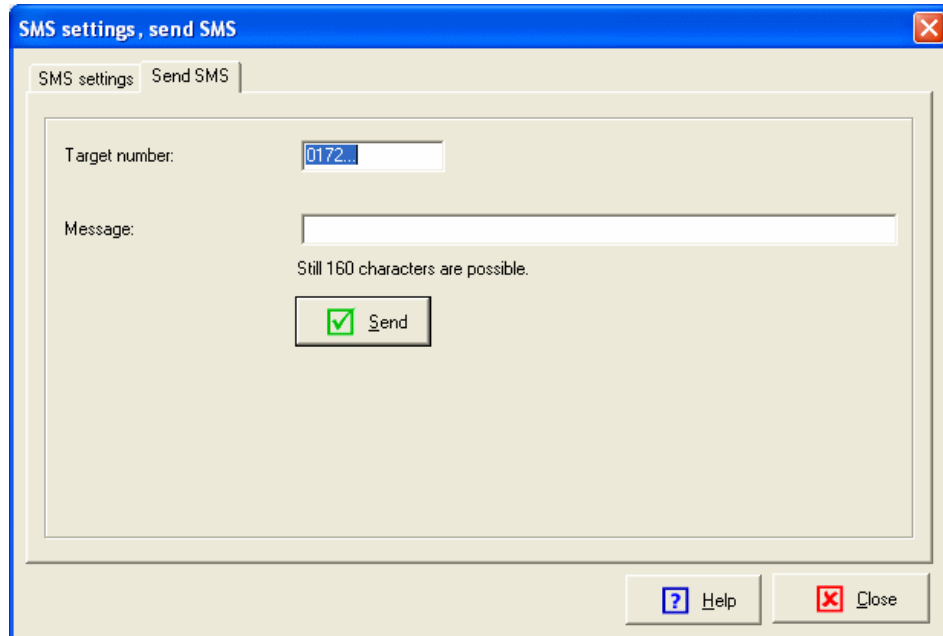 SMS settings, send SMS
SMS settings
Send SMS
Target number:
0172...
Message:
Still 160 characters are possible.
Send
? Help
Close